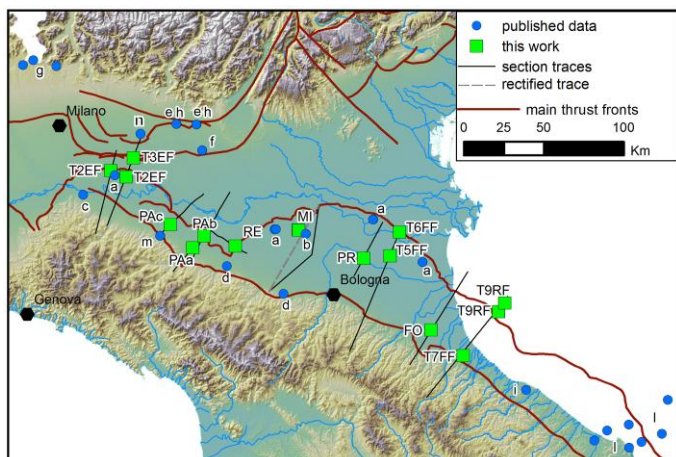 published data
this work
section traces
rectified trace
main thrust fronts
0 25 50 100
Km
g
Milano
n
e h
e h
f
T3EF
T2EF
a
T2EF
c
PAc
PAb
m
PAa
RE
d
a
MI
b
a
T6FF
PR
T5FF
a
Bologna
d
Genova
T9RF
T9RF
FO
T7FF
i
l
l